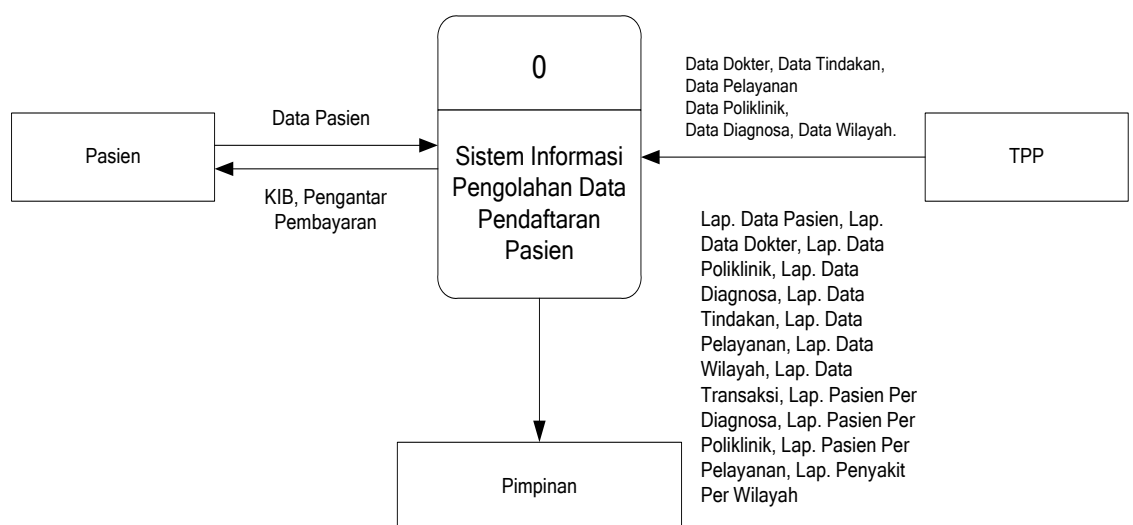 0
Data Dokter, Data Tindakan,
Data Pelayanan
Data Poliklinik,
Data Diagnosa, Data Wilayah.
Pasien
Data Pasien
KIB, Pengantar
Pembayaran
Sistem Informasi
Pengolahan Data
Pendaftaran
Pasien
TPP
Lap. Data Pasien, Lap.
Data Dokter, Lap. Data
Poliklinik, Lap. Data
Diagnosa, Lap. Data
Tindakan, Lap. Data
Pelayanan, Lap. Data
Wilayah, Lap. Data
Transaksi, Lap. Pasien Per
Diagnosa, Lap. Pasien Per
Poliklinik, Lap. Pasien Per
Pelayanan, Lap. Penyakit
Per Wilayah
Pimpinan